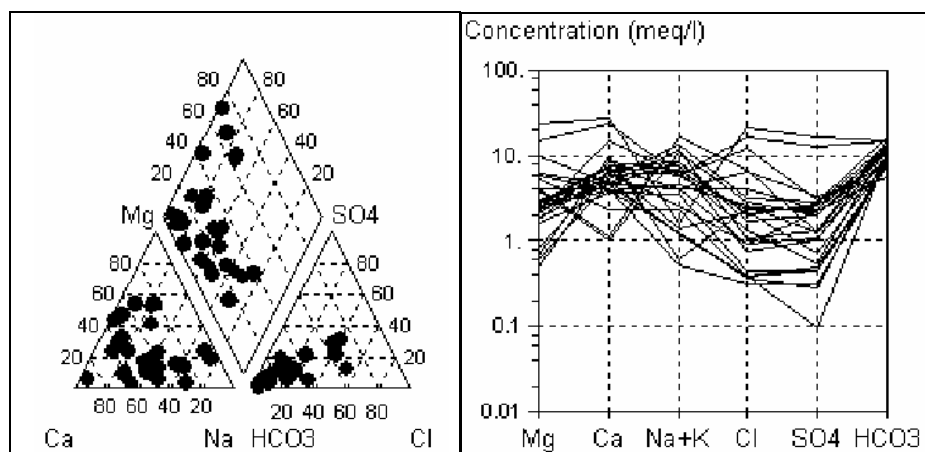 80 80
60 60
40 40
20 20
Mg SO4
80 80
60 60
40 40
20 20
80 60 40 20 20 40 60 80
Ca Na HCO3 Cl
Concentration (meq/l)
100.
10.
1.
0.1
0.01
Mg Ca Na+K Cl SO4 HCO3